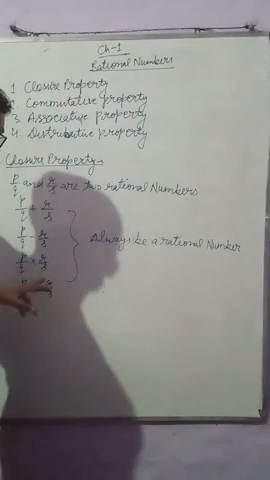 Ch-1
Rational Numbers
1 Closure Property
2. Commutative property
3 Associative property
4. Distributive property
Closure Property
p/q and r/s are two rational Numbers
p/q + r/s
p/q - r/s
p/q × r/s
r/s
Always be a rational Number